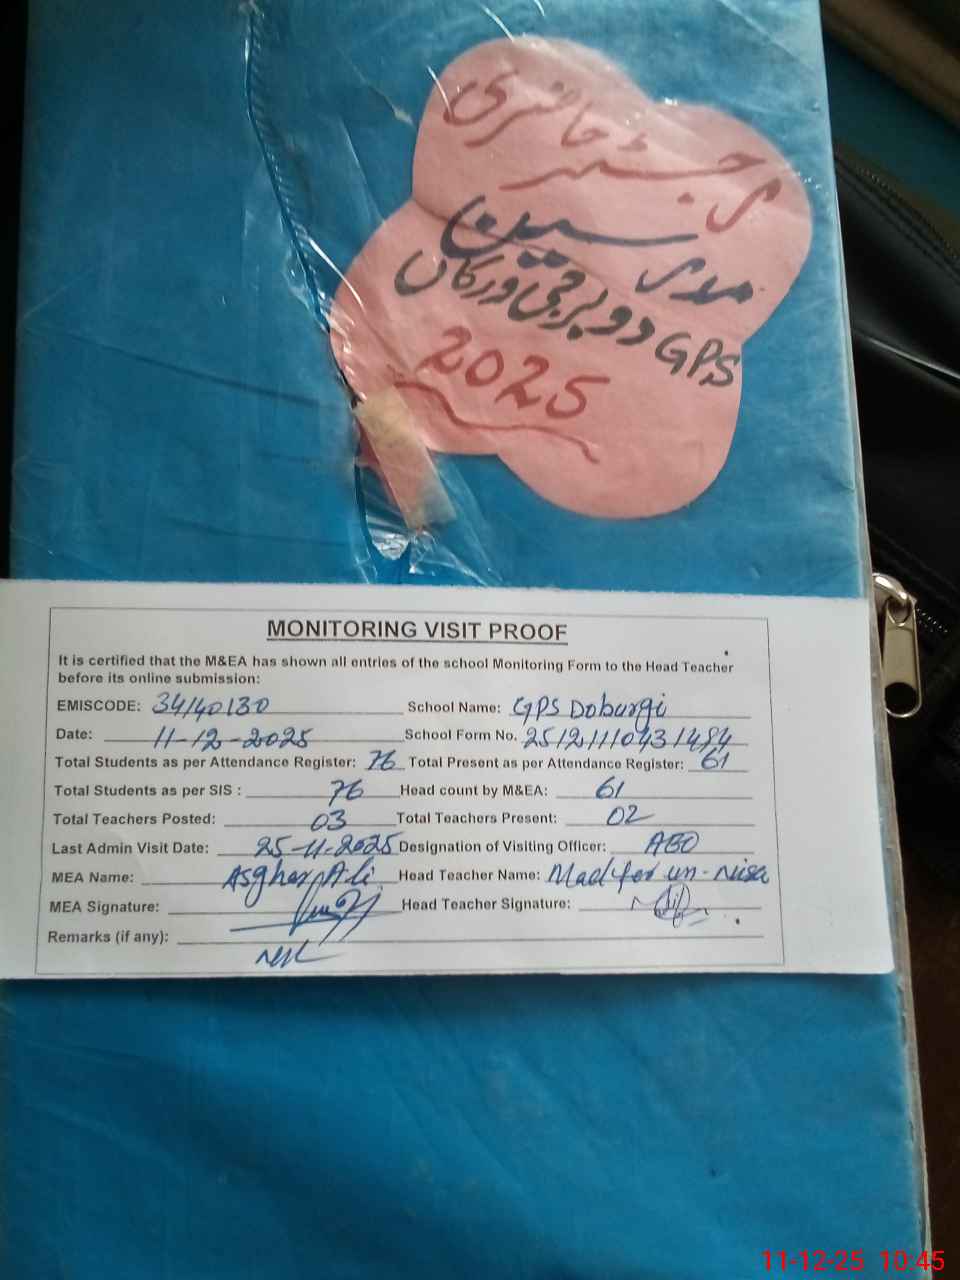 رجسٹر حاضری
مدرسین
GPS دوبرجی ورکاں
2025
MONITORING VISIT PROOF
It is certified that the M&EA has shown all entries of the school Monitoring Form to the Head Teacher
before its online submission:
EMISCODE: 34140130 School Name: GPS Doburgi
Date: 11-12-2025 School Form No. 251211110431484
Total Students as per Attendance Register: 76 Total Present as per Attendance Register: 61
Total Students as per SIS : 76 Head count by M&EA: 61
Total Teachers Posted: 03 Total Teachers Present: 02
Last Admin Visit Date: 25-11-2025 Designation of Visiting Officer: AEO
MEA Name: Asghar Ali Head Teacher Name: un-nisa
MEA Signature: Head Teacher Signature:
Remarks (if any):
11-12-25 10:45